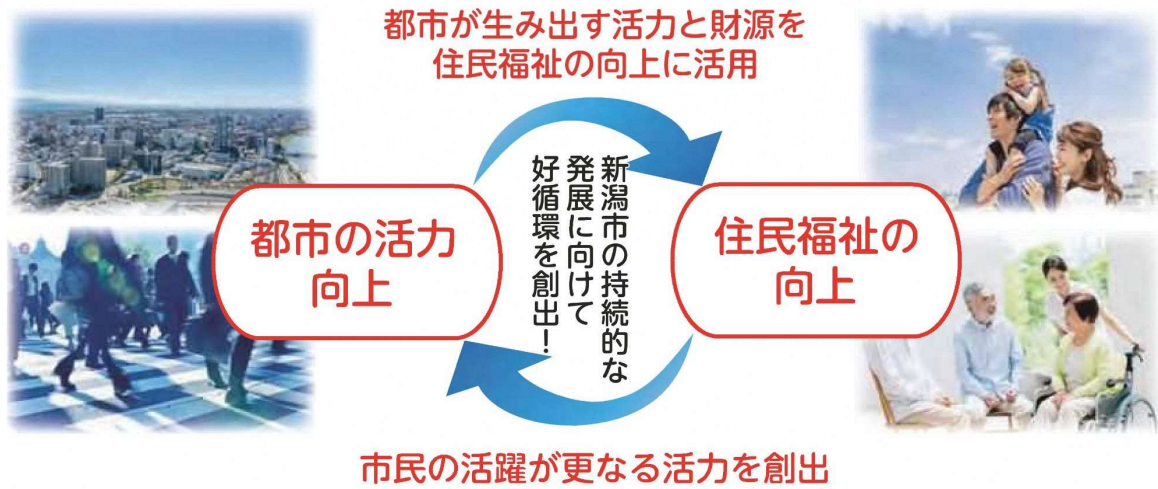 都市が生み出す活力と財源を
住民福祉の向上に活用
都市の活力
向上
新潟市の持続的な
発展に向けて
好循環を創出！
住民福祉の
向上
市民の活躍が更なる活力を創出